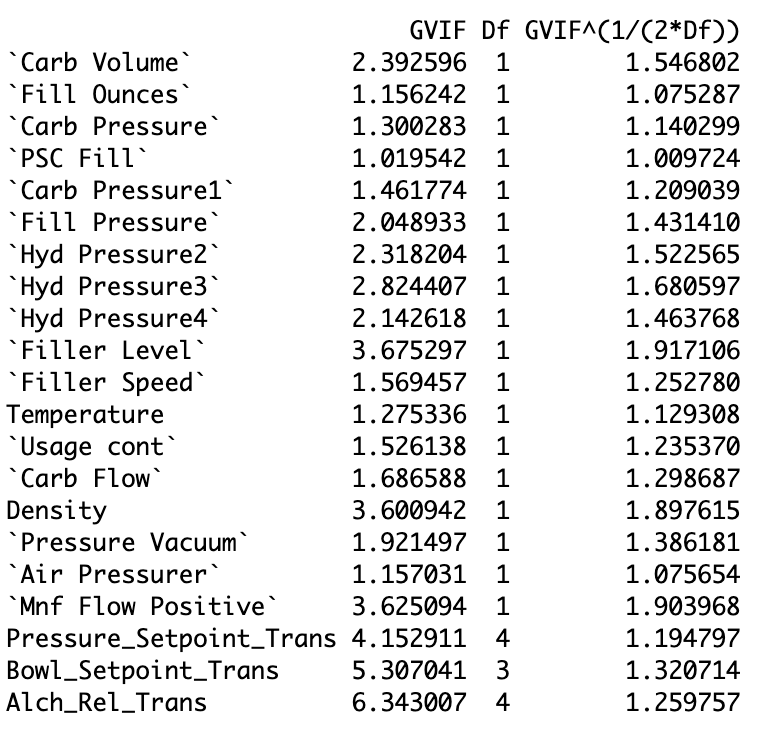 GVIF Df GVIF^(1/(2*Df))
`Carb Volume` 2.392596 1 1.546802
`Fill Ounces` 1.156242 1 1.075287
`Carb Pressure` 1.300283 1 1.140299
`PSC Fill` 1.019542 1 1.009724
`Carb Pressure1` 1.461774 1 1.209039
`Fill Pressure` 2.048933 1 1.431410
`Hyd Pressure2` 2.318204 1 1.522565
`Hyd Pressure3` 2.824407 1 1.680597
`Hyd Pressure4` 2.142618 1 1.463768
`Filler Level` 3.675297 1 1.917106
`Filler Speed` 1.569457 1 1.252780
Temperature 1.275336 1 1.129308
`Usage cont` 1.526138 1 1.235370
`Carb Flow` 1.686588 1 1.298687
Density 3.600942 1 1.897615
`Pressure Vacuum` 1.921497 1 1.386181
`Air Pressurer` 1.157031 1 1.075654
`Mnf Flow Positive` 3.625094 1 1.903968
Pressure_Setpoint_Trans 4.152911 4 1.194797
Bowl_Setpoint_Trans 5.307041 3 1.320714
Alch_Rel_Trans 6.343007 4 1.259757